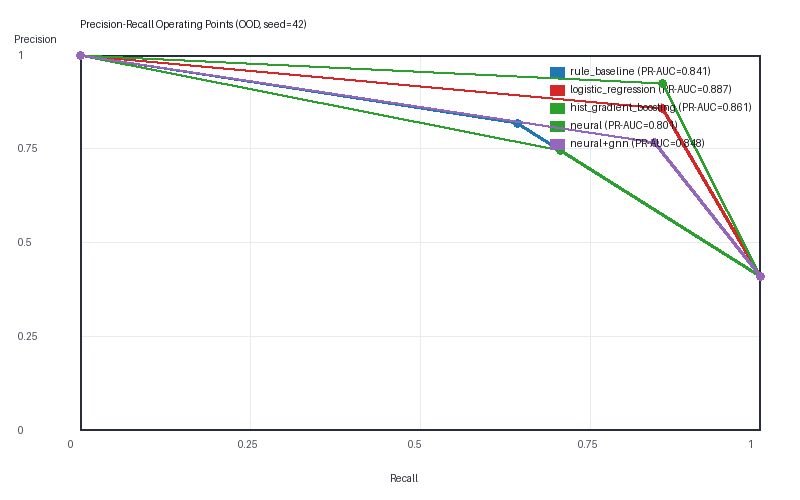 Precision-Recall Operating Points (OOD, seed=42)
Precision
1
rule_baseline (PR-AUC=0.841)
logistic_regression (PR-AUC=0.887)
hist_gradient_boosting (PR-AUC=0.861)
neural (PR-AUC=0.801)
neural+gnn (PR-AUC=0.848)
0.75
0.5
0.25
0
0 0.25 0.5 0.75 1
Recall